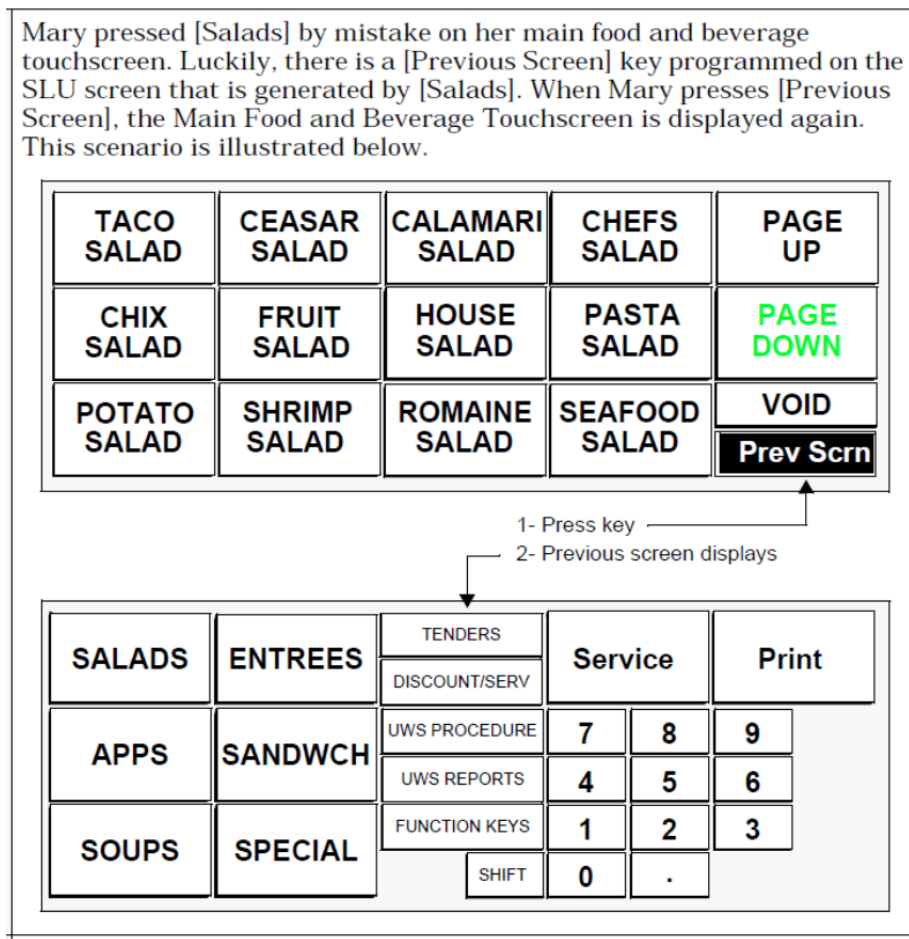 Mary pressed [Salads] by mistake on her main food and beverage
touchscreen. Luckily, there is a [Previous Screen] key programmed on the
SLU screen that is generated by [Salads]. When Mary presses [Previous
Screen], the Main Food and Beverage Touchscreen is displayed again.
This scenario is illustrated below.
TACO
SALAD
CEASAR
SALAD
CALAMARI
SALAD
CHEFS
SALAD
PAGE
UP
CHIX
SALAD
FRUIT
SALAD
HOUSE
SALAD
PASTA
SALAD
PAGE
DOWN
POTATO
SALAD
SHRIMP
SALAD
ROMAINE
SALAD
SEAFOOD
SALAD
VOID
Prev Scrn
1- Press key
2- Previous screen displays
SALADS
ENTREES
TENDERS
DISCOUNT/SERV
Service
Print
APPS
SANDWCH
UWS PROCEDURE
7
8
9
UWS REPORTS
4
5
6
SOUPS
SPECIAL
FUNCTION KEYS
1
2
3
SHIFT
0
.